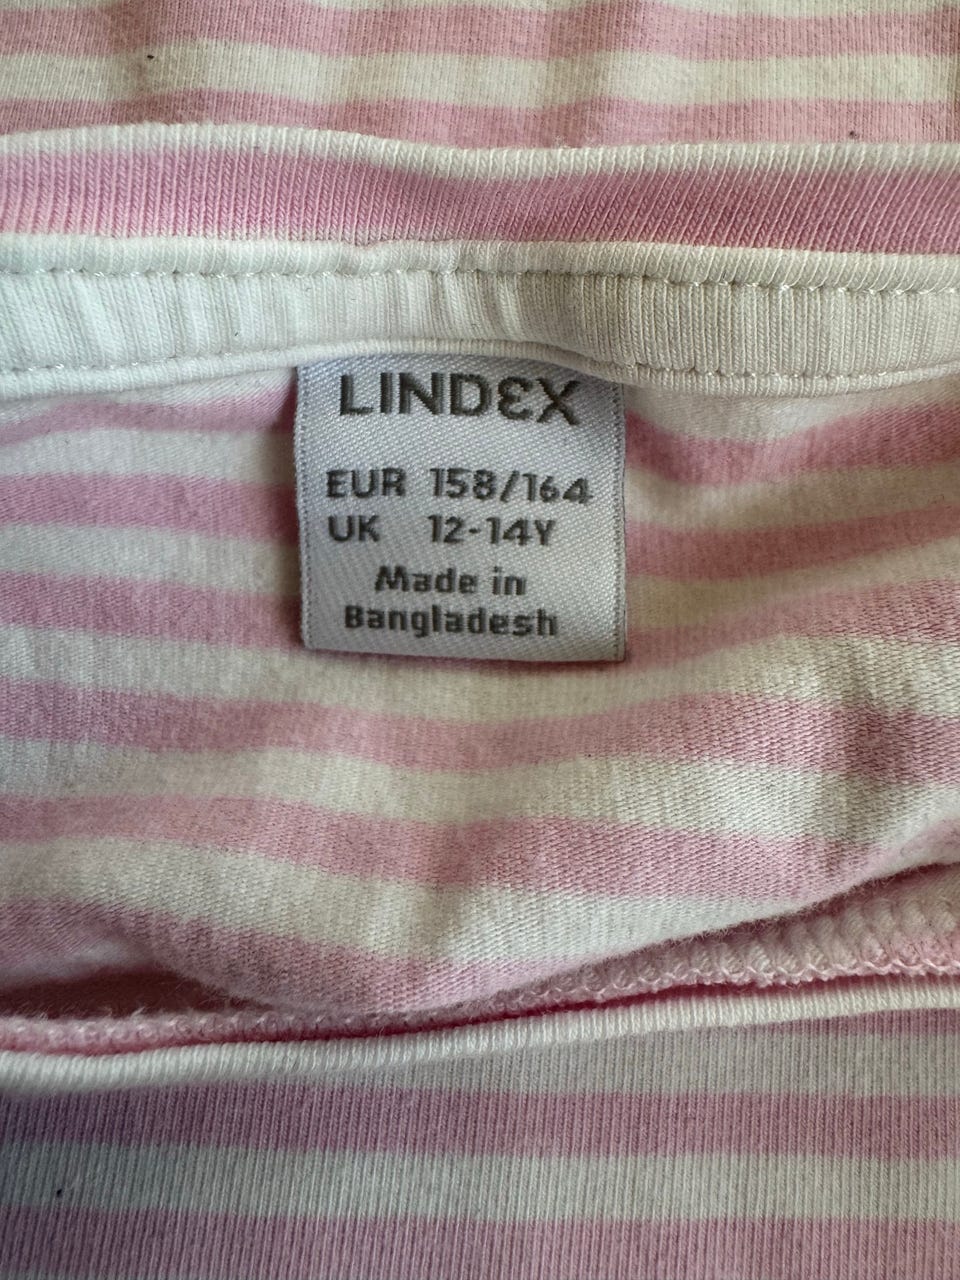 LINDEX
EUR 158/164
UK 12-14Y
Made in
Bangladesh